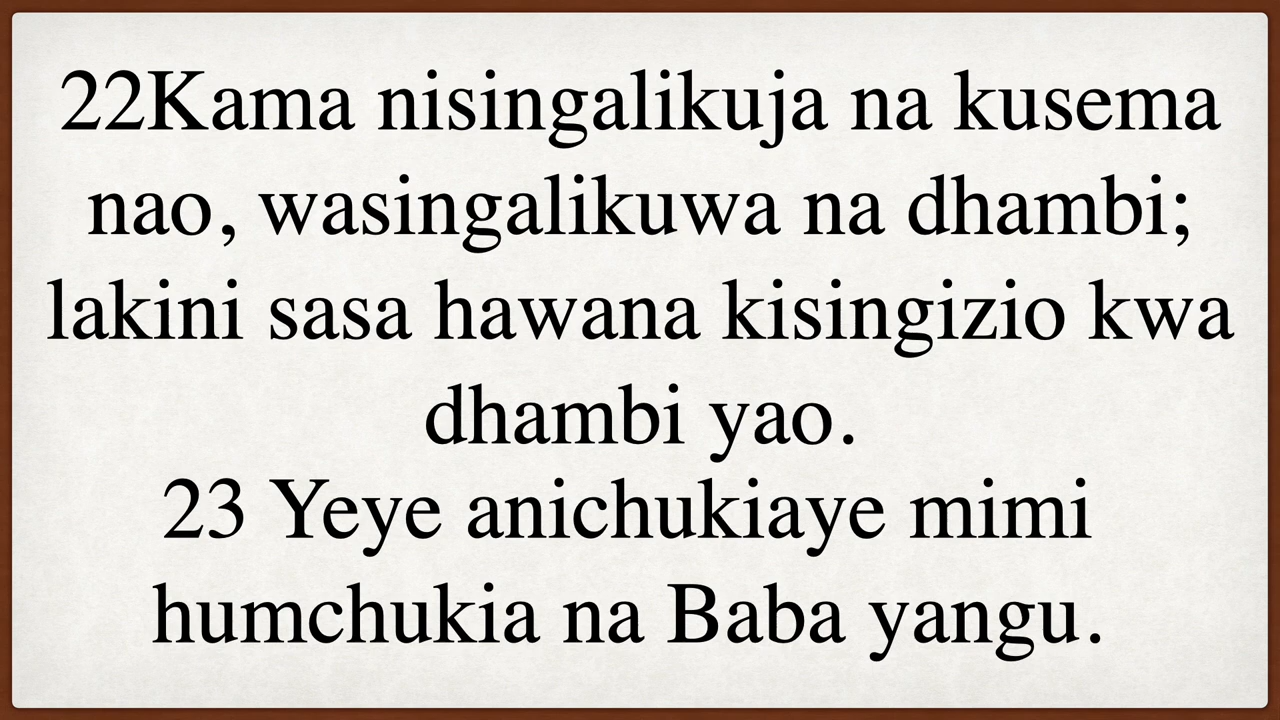 22Kama nisingalikuja na kusema
nao, wasingalikuwa na dhambi;
lakini sasa hawana kisingizio kwa
dhambi yao.
23 Yeye anichukiaye mimi
humchukia na Baba yangu.